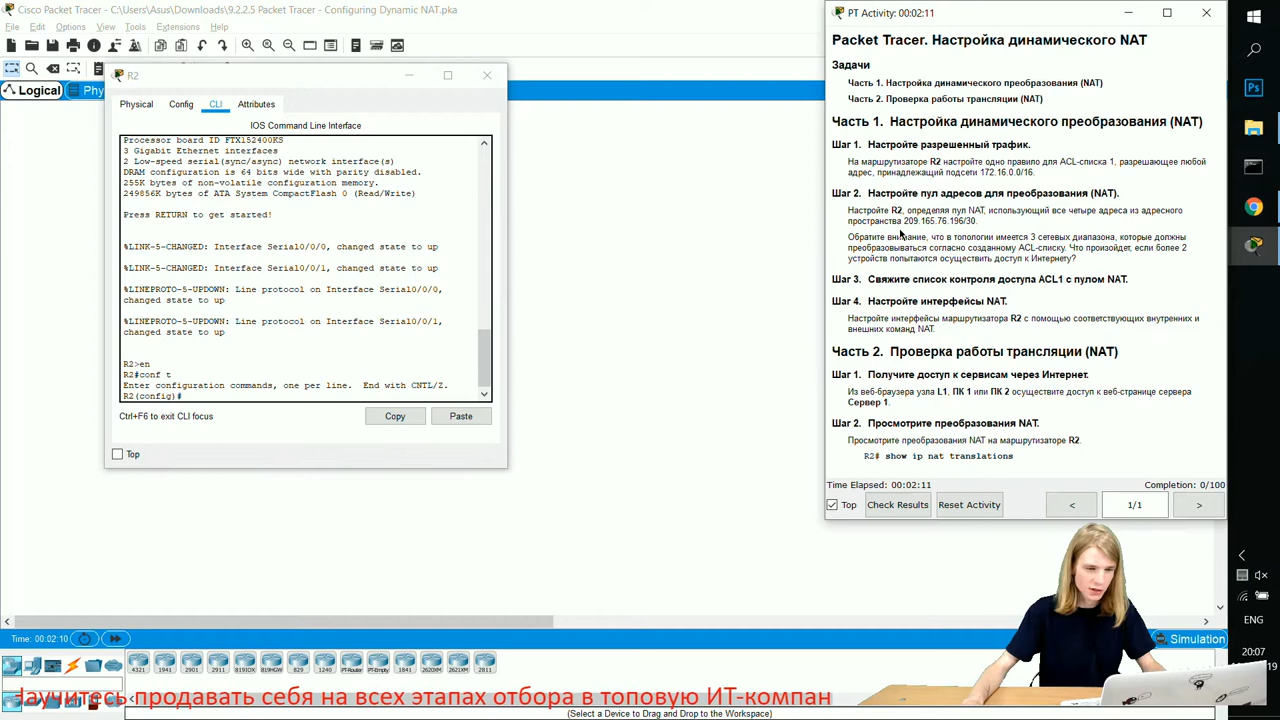 Cisco Packet Tracer - C:\Users\Asus\Downloads\9.2.2.5 Packet Tracer - Configuring Dynamic NAT.pka
File Edit Options View Tools Extensions Help
Logical
Phy
R2
Physical Config CLI Attributes
IOS Command Line Interface
Processor board ID FTX152400KS
3 Gigabit Ethernet interfaces
2 Low-speed serial(sync/async) network interface(s)
DRAM configuration is 64 bits wide with parity disabled.
255K bytes of non-volatile configuration memory.
249856K bytes of ATA System CompactFlash 0 (Read/Write)
Press RETURN to get started!
%LINK-5-CHANGED: Interface Serial0/0/0, changed state to up
%LINK-5-CHANGED: Interface Serial0/0/1, changed state to up
%LINEPROTO-5-UPDOWN: Line protocol on Interface Serial0/0/0,
changed state to up
%LINEPROTO-5-UPDOWN: Line protocol on Interface Serial0/0/1,
changed state to up
R2>en
R2#conf t
Enter configuration commands, one per line. End with CNTL/Z.
R2(config)#
Ctrl+F6 to exit CLI focus
Copy
Paste
Top
PT Activity: 00:02:11
Packet Tracer. Настройка динамического NAT
Задачи
Часть 1. Настройка динамического преобразования (NAT)
Часть 2. Проверка работы трансляции (NAT)
Часть 1. Настройка динамического преобразования (NAT)
Шаг 1. Настройте разрешенный трафик.
На маршрутизаторе R2 настройте одно правило для ACL-списка 1, разрешающее любой
адрес, принадлежащий подсети 172.16.0.0/16.
Шаг 2. Настройте пул адресов для преобразования (NAT).
Настройте R2, определяя пул NAT, использующий все четыре адреса из адресного
пространства 209.165.76.196/30.
Обратите внимание, что в топологии имеется 3 сетевых диапазона, которые должны
преобразовываться согласно созданному ACL-списку. Что произойдет, если более 2
устройств попытаются осуществить доступ к Интернету?
Шаг 3. Свяжите список контроля доступа ACL1 с пулом NAT.
Шаг 4. Настройте интерфейсы NAT.
Настройте интерфейсы маршрутизатора R2 с помощью соответствующих внутренних и
внешних команд NAT.
Часть 2. Проверка работы трансляции (NAT)
Шаг 1. Получите доступ к сервисам через Интернет.
Из веб-браузера узла L1, ПК 1 или ПК 2 осуществите доступ к веб-странице сервера
Сервер 1.
Шаг 2. Просмотрите преобразования NAT.
Просмотрите преобразования NAT на маршрутизаторе R2.
R2# show ip nat translations
Time Elapsed: 00:02:11
Completion: 0/100
Top
Check Results
Reset Activity
<
1/1
>
Time: 00:02:10
Simulation
4321 1941 2901 2911 819IOX 819HGW 829 1240 PT-Router PT-Empty 1841 2620XM 2621XM 2811
(Select a Device to Drag and Drop to the Workspace)
Научитесь продавать себя на всех этапах отбора в топовую ИТ-компан
Ps
ENG
20:07